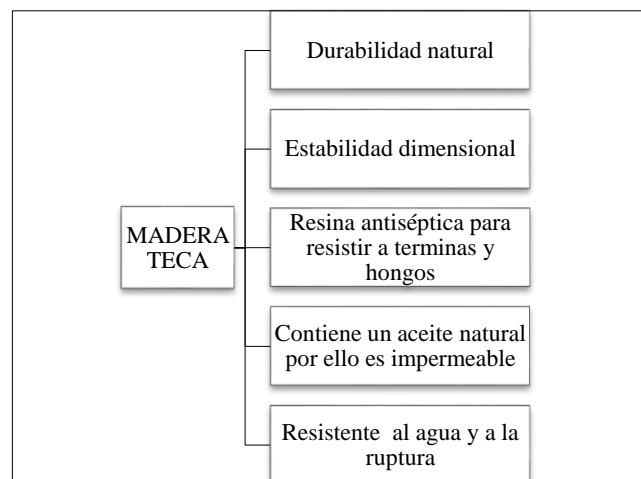 Durabilidad natural
Estabilidad dimensional
MADERA
TECA
Resina antiséptica para
resistir a terminas y
hongos
Contiene un aceite natural
por ello es impermeable
Resistente  al agua y a la
ruptura